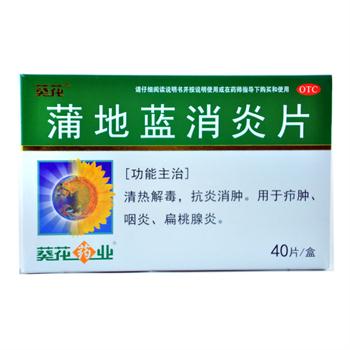 葵花
请仔细阅读说明书并按说明使用或在药师指导下购买和使用
OTC
蒲地蓝消炎片
[功能主治]
清热解毒，抗炎消肿。用于疖肿、
咽炎、扁桃腺炎。
葵花药业
40片/盒